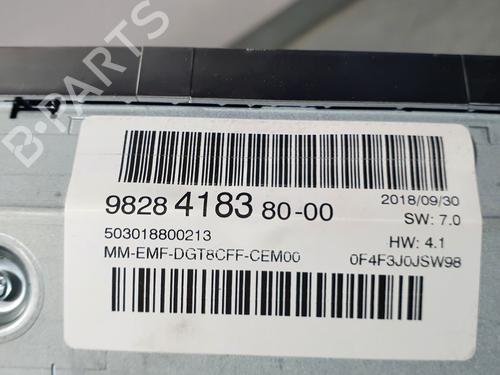 B-PARTS
9828 4183 80-00
2018/09/30
SW: 7.0
503018800213
HW: 4.1
MM-EMF-DGT8CFF-CEM00
0F4F3J0JSW98